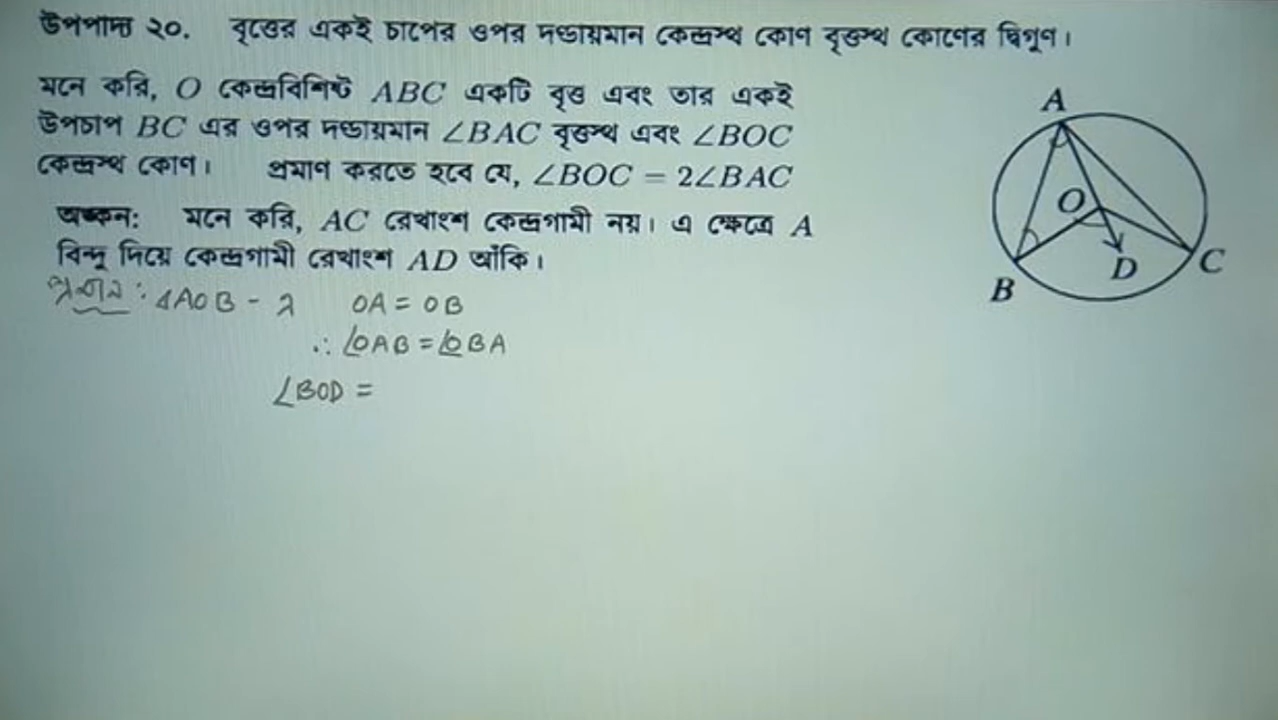 উপপাদ্য ২০. বৃত্তের একই চাপের ওপর দণ্ডায়মান কেন্দ্রস্থ কোণ বৃত্তস্থ কোণের দ্বিগুণ।
মনে করি, O কেন্দ্রবিশিষ্ট ABC একটি বৃত্ত এবং তার একই
উপচাপ BC এর ওপর দণ্ডায়মান ∠BAC বৃত্তস্থ এবং ∠BOC
কেন্দ্রস্থ কোণ। প্রমাণ করতে হবে যে, ∠BOC = 2∠BAC
অঙ্কন: মনে করি, AC রেখাংশ কেন্দ্রগামী নয়। এ ক্ষেত্রে A
বিন্দু দিয়ে কেন্দ্রগামী রেখাংশ AD আঁকি।
প্রমাণ: ΔAOB - এ OA = OB
∴ ∠OAB = ∠OBA
∠BOD =
A
O
B
D
C